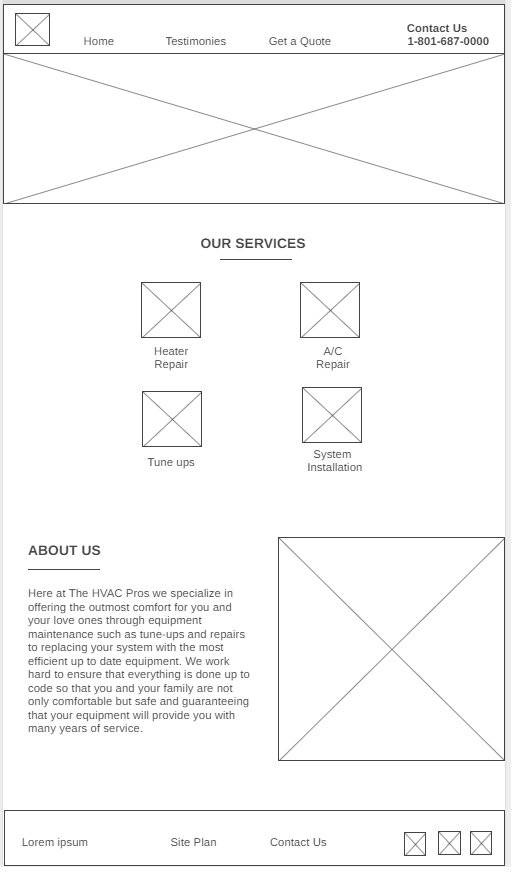 Home
Testimonies
Get a Quote
Contact Us
1-801-687-0000
OUR SERVICES
Heater
Repair
A/C
Repair
Tune ups
System
Installation
ABOUT US
Here at The HVAC Pros we specialize in
offering the outmost comfort for you and
your love ones through equipment
maintenance such as tune-ups and repairs
to replacing your system with the most
efficient up to date equipment. We work
hard to ensure that everything is done up to
code so that you and your family are not
only comfortable but safe and guaranteeing
that your equipment will provide you with
many years of service.
Lorem ipsum
Site Plan
Contact Us